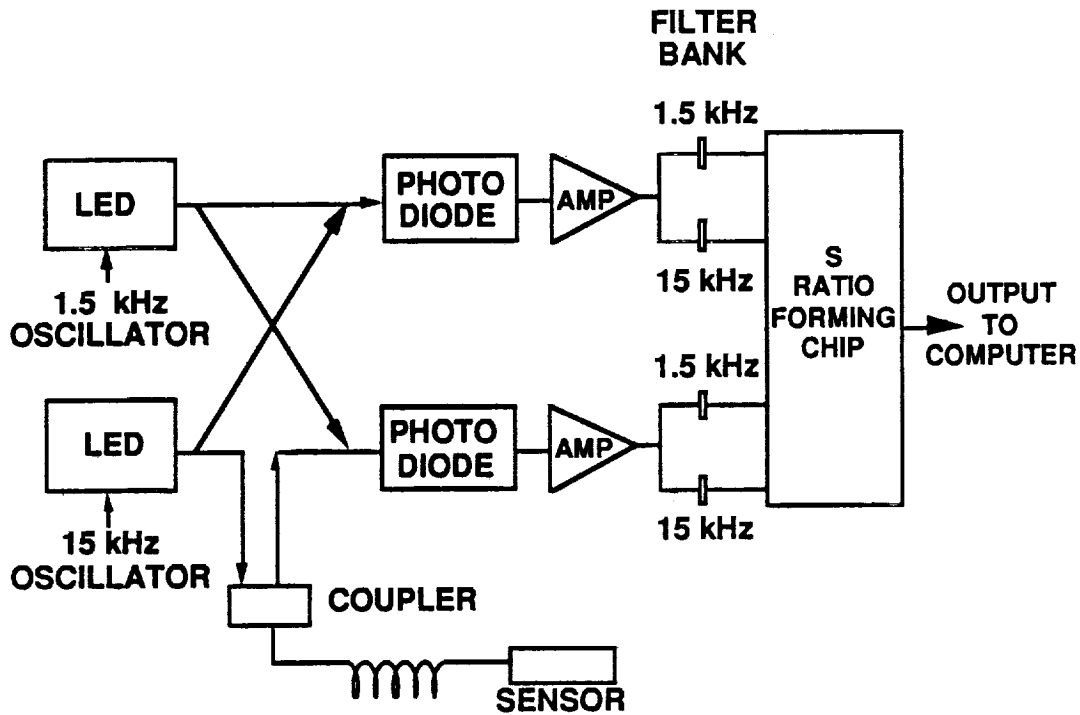 FILTER
BANK
1.5 kHz
LED
PHOTO
DIODE
AMP
15 kHz
1.5 kHz
OSCILLATOR
S
RATIO
FORMING
CHIP
OUTPUT
TO
COMPUTER
1.5 kHz
LED
PHOTO
DIODE
AMP
15 kHz
15 kHz
OSCILLATOR
COUPLER
SENSOR